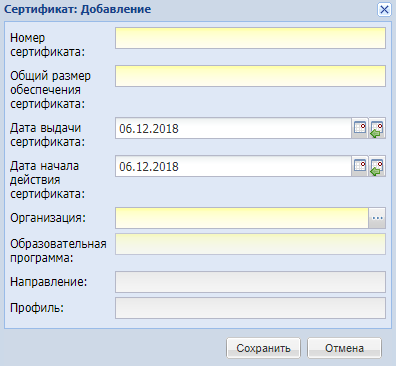 Сертификат: Добавление
Номер
сертификата:
Общий размер
обеспечения
сертификата:
Дата выдачи
сертификата:
06.12.2018
Дата начала
действия
сертификата:
06.12.2018
Организация:
Образовательная
программа:
Направление:
Профиль:
Сохранить
Отмена